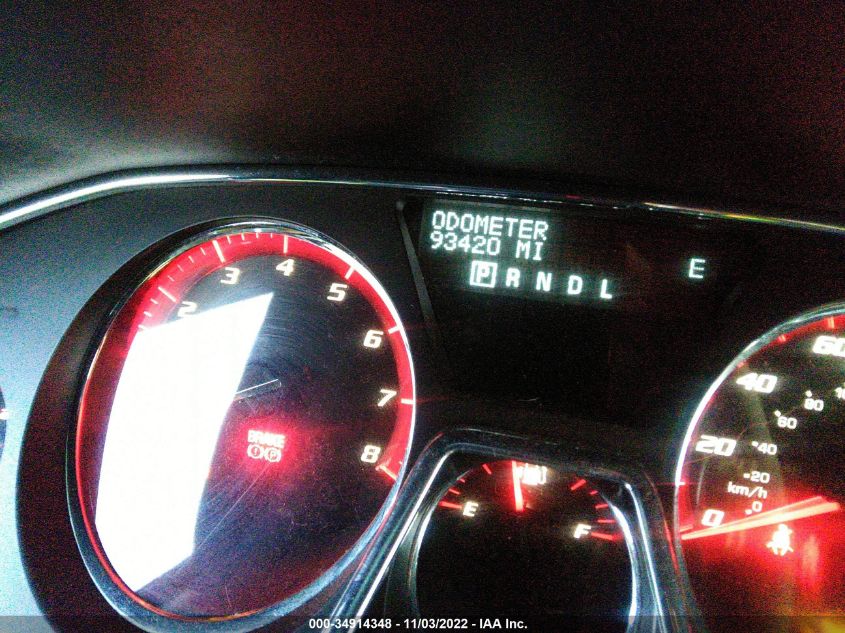 ODOMETER
93420 MI
P R N D L
E
2 3 4 5 6 7 8
BRAKE
E F
0 20 40 60
km/h
0 20 40 60 80
000-34914348 - 11/03/2022 - IAA Inc.